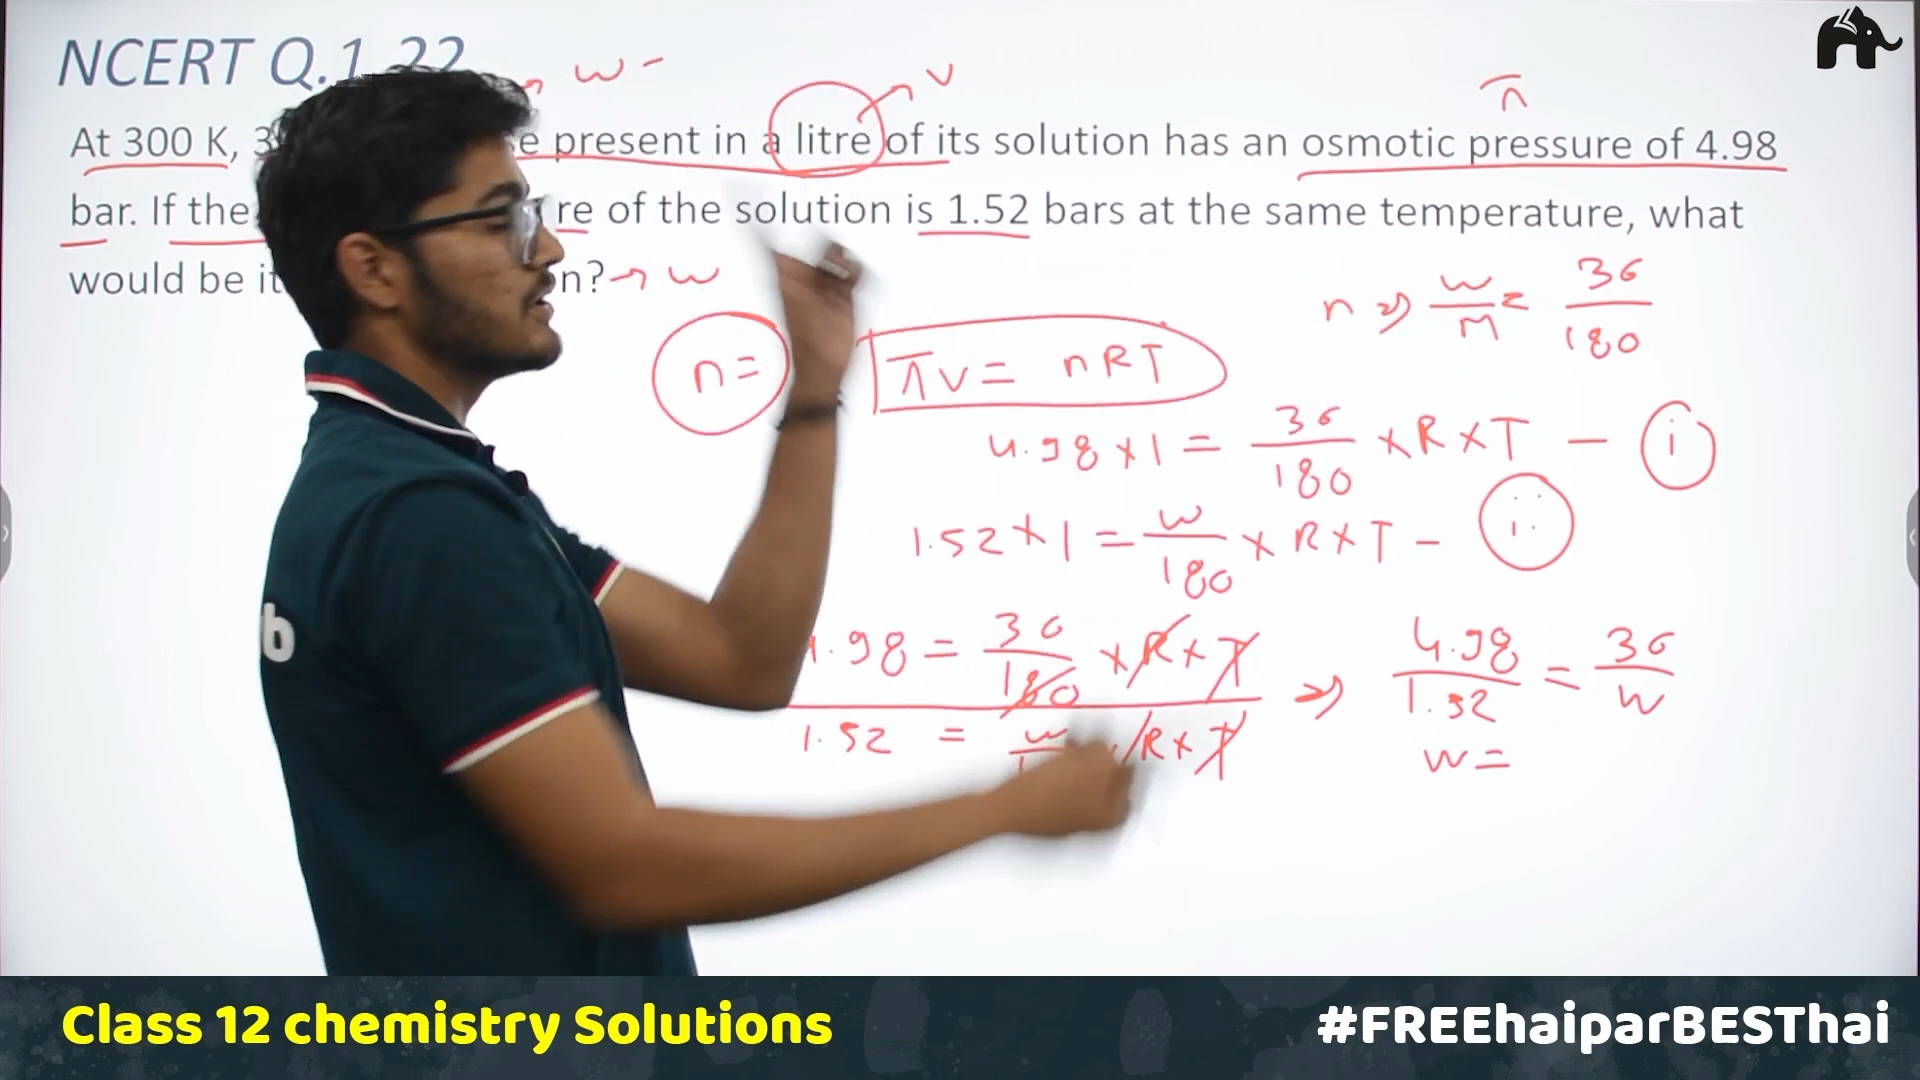 NCERT Q.1.22
w -
v
π
At 300 K, 3 e present in a litre of its solution has an osmotic pressure of 4.98
bar. If the re of the solution is 1.52 bars at the same temperature, what
would be it n? → w
n ⇒ w/M = 36/180
n =
πv = nRT
4.98 × 1 = 36/180 × R × T - i
1.52 × 1 = w/180 × R × T - ii
.98 = 36/180 × R × T
1.52 = w × R × T
⇒ 4.98/1.52 = 36/w
w =
b
Class 12 chemistry Solutions
#FREEhaiparBESThai